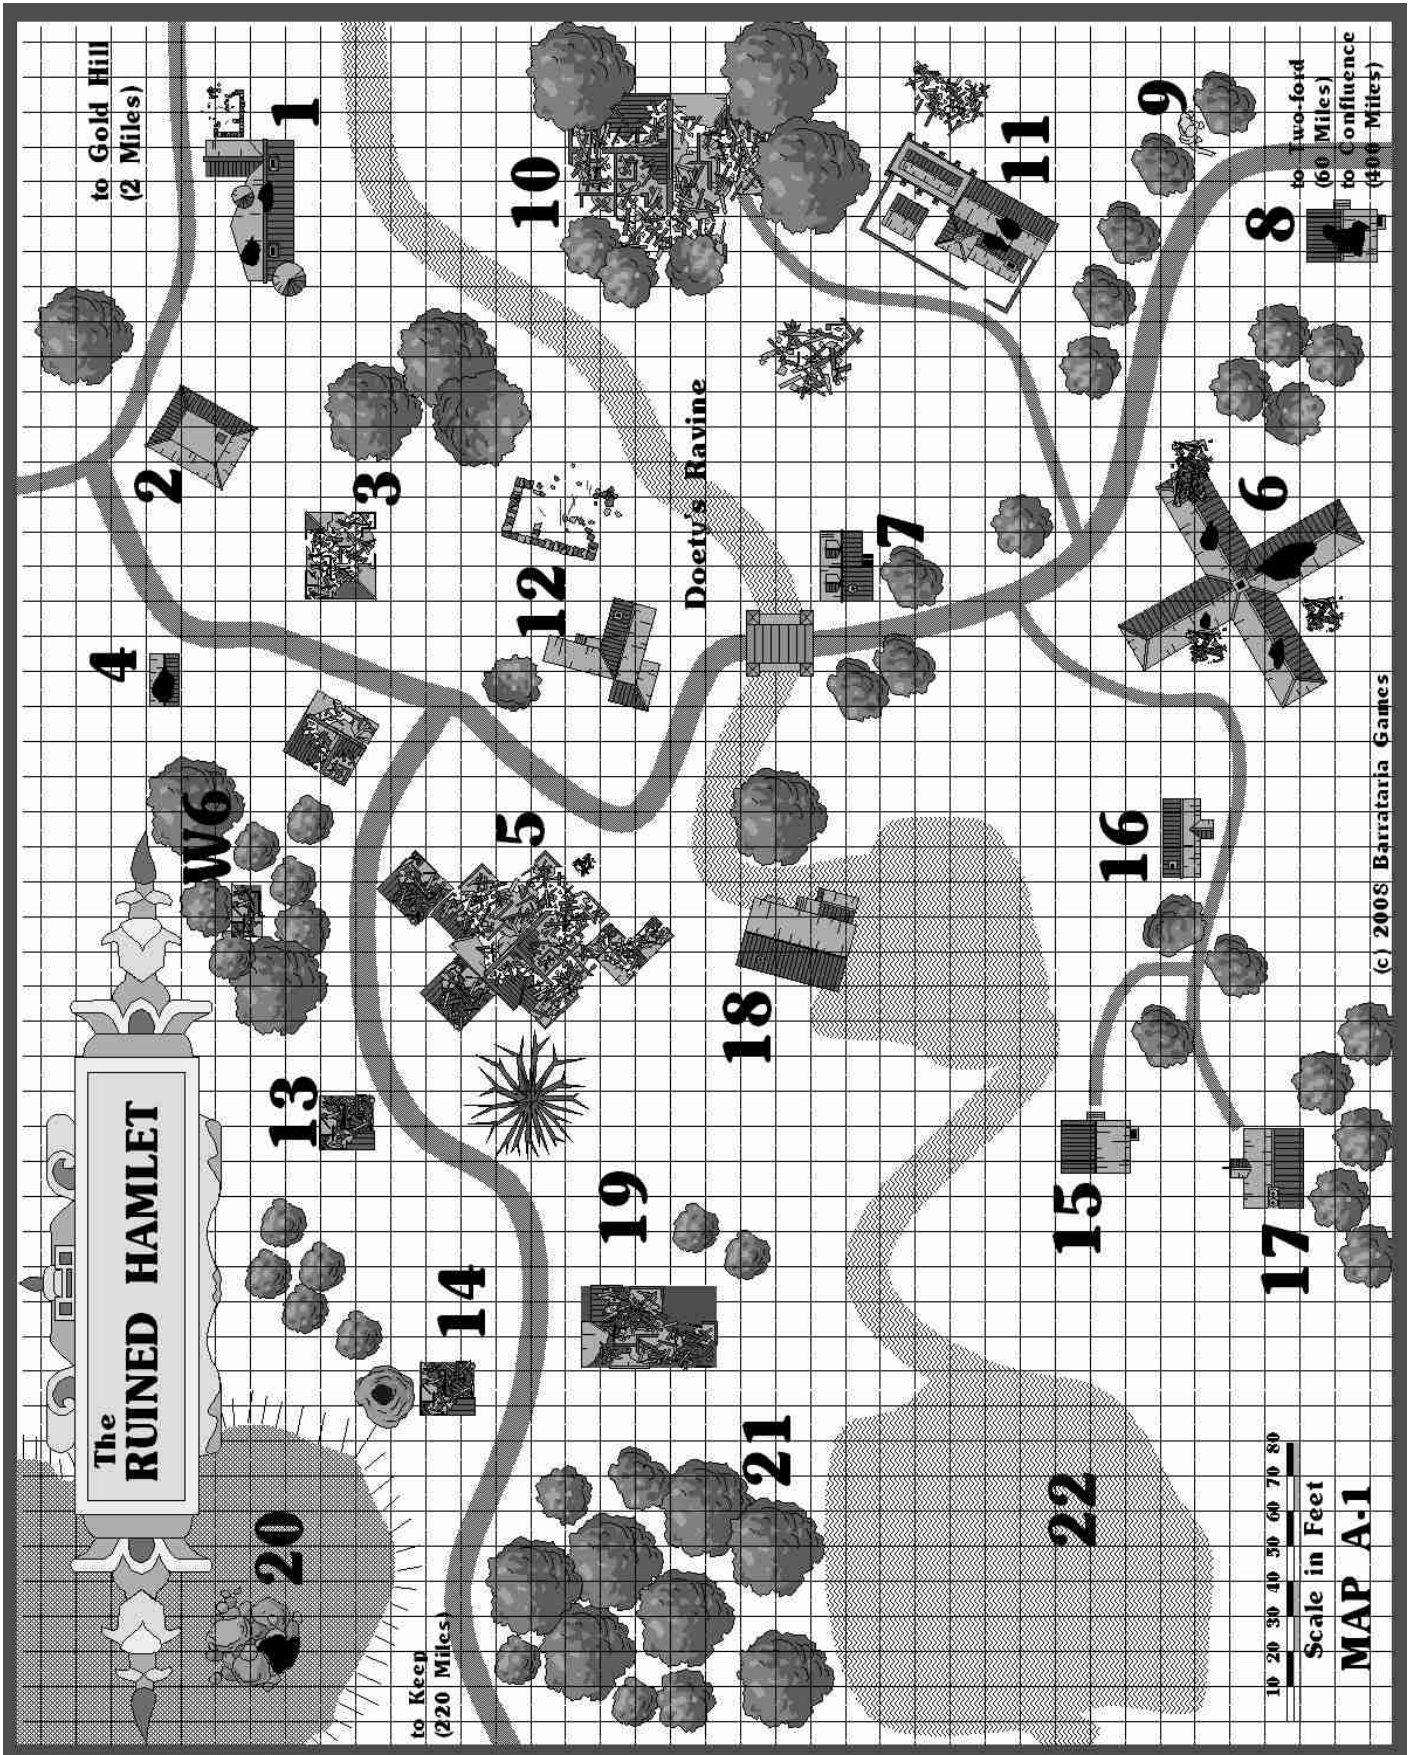 The
RUINED HAMLET
to Gold Hill
(2 Miles)
1
2
3
4
W6
5
10
11
9
to Two-ford
(60 Miles)
to Confluence
(400 Miles)
8
6
7
12
Doety's Ravine
13
14
18
19
16
15
17
20
21
22
to Keep
(220 Miles)
(c) 2008 Barrataria Games
10 20 30 40 50 60 70 80
Scale in Feet
MAP A-1